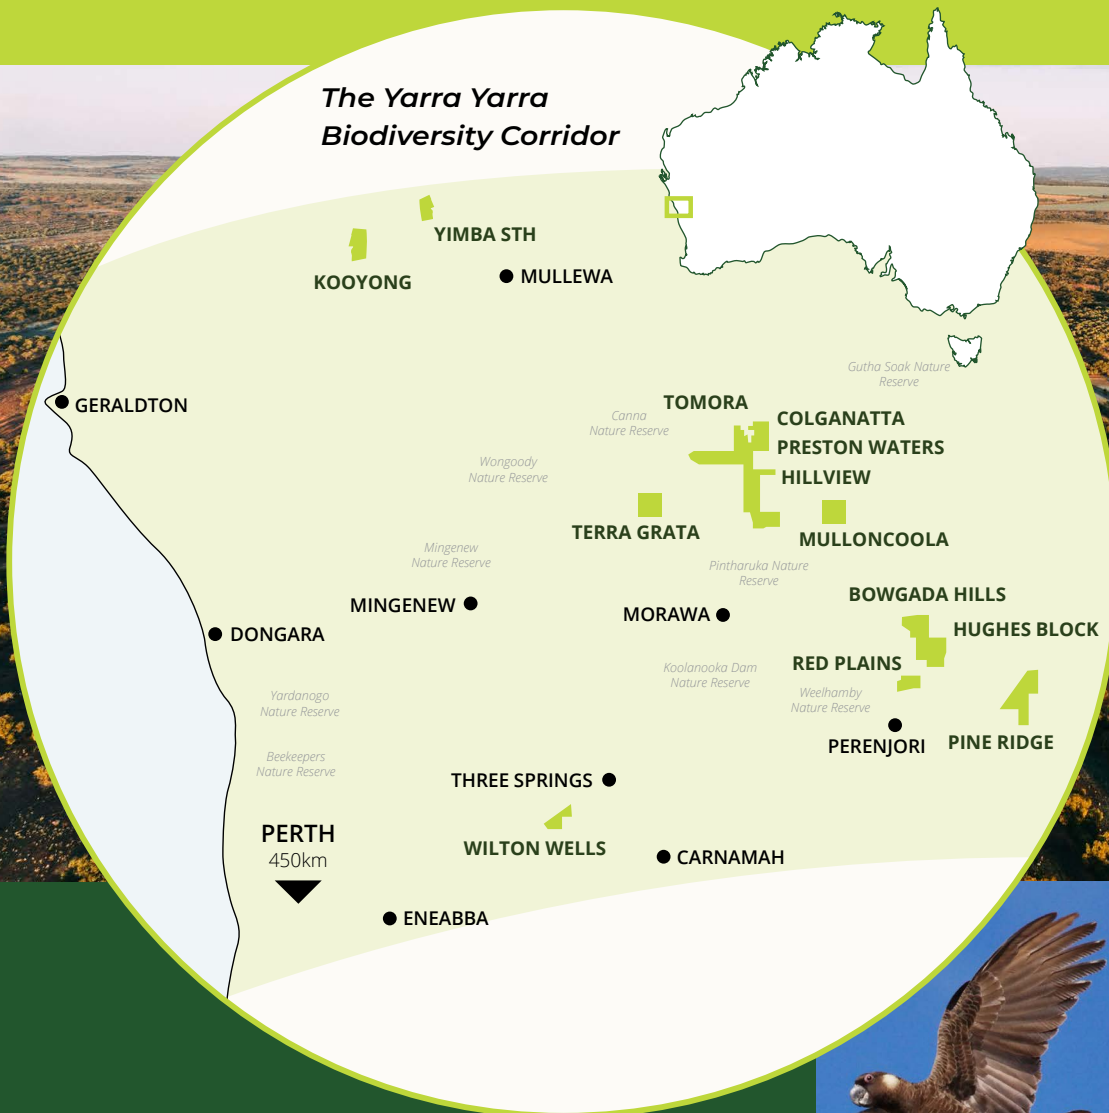 The Yarra Yarra
Biodiversity Corridor
YIMBA STH
KOOYONG
MULLEWA
Gutha Soak Nature
Reserve
GERALDTON
TOMORA
Canna
Nature Reserve
COLGANATTA
PRESTON WATERS
Wongoody
Nature Reserve
HILLVIEW
TERRA GRATA
MULLONCOOLA
Mingenew
Nature Reserve
Pintharuka Nature
Reserve
BOWGADA HILLS
MINGENEW
MORAWA
HUGHES BLOCK
DONGARA
RED PLAINS
Koolanooka Dam
Nature Reserve
Weelhamby
Nature Reserve
Yardanogo
Nature Reserve
PERENJORI
PINE RIDGE
Beekeepers
Nature Reserve
THREE SPRINGS
PERTH
450km
WILTON WELLS
CARNAMAH
ENEABBA